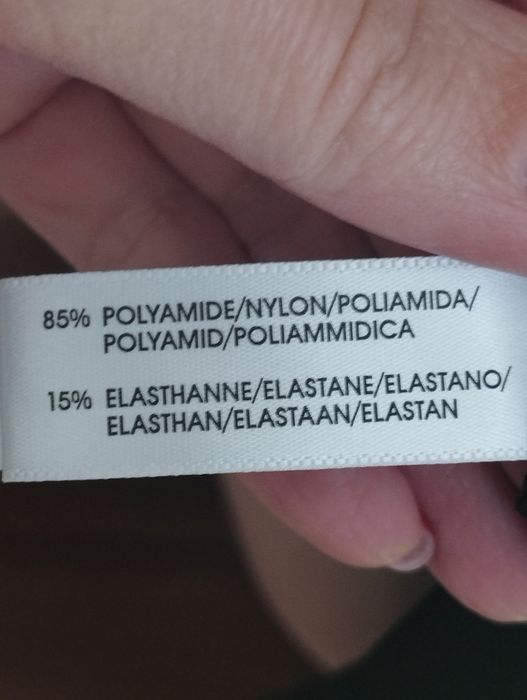 85% POLYAMIDE/NYLON/POLIAMIDA/
POLYAMID/POLIAMMIDICA
15% ELASTHANNE/ELASTANE/ELASTANO/
ELASTHAN/ELASTAAN/ELASTAN